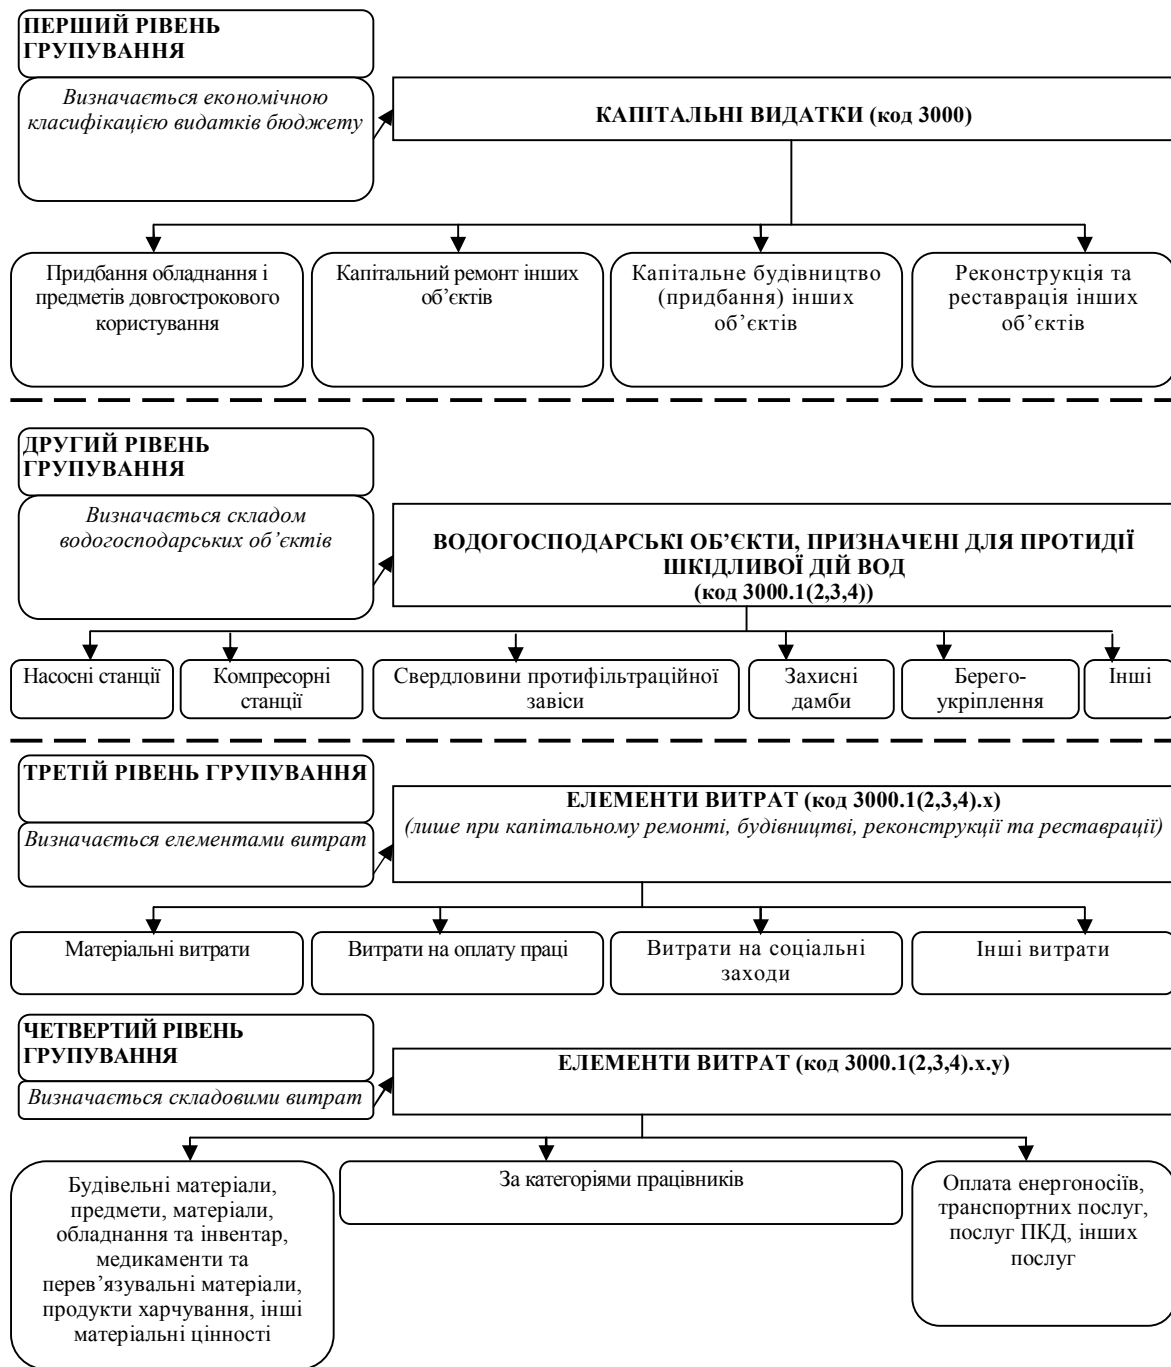 ПЕРШИЙ РІВЕНЬ
ГРУПУВАННЯ
Визначається економічною
класифікацією видатків бюджету
КАПІТАЛЬНІ ВИДАТКИ (код 3000)
Придбання обладнання і
предметів довгострокового
користування
Капітальний ремонт інших
об’єктів
Капітальне будівництво
(придбання) інших
об’єктів
Реконструкція та
реставрація інших
об’єктів
ДРУГИЙ РІВЕНЬ
ГРУПУВАННЯ
Визначається складом
водогосподарських об’єктів
ВОДОГОСПОДАРСЬКІ ОБ’ЄКТИ, ПРИЗНАЧЕНІ ДЛЯ ПРОТИДІЇ
ШКІДЛИВОЇ ДІЙ ВОД
(код 3000.1(2,3,4))
Насосні станції
Компресорні
станції
Свердловини протифільтраційної
завіси
Захисні
дамби
Берего-
укріплення
Інші
ТРЕТІЙ РІВЕНЬ ГРУПУВАННЯ
Визначається елементами витрат
ЕЛЕМЕНТИ ВИТРАТ (код 3000.1(2,3,4).х)
(лише при капітальному ремонті, будівництві, реконструкції та реставрації)
Матеріальні витрати
Витрати на оплату праці
Витрати на соціальні
заходи
Інші витрати
ЧЕТВЕРТИЙ РІВЕНЬ
ГРУПУВАННЯ
Визначається складовими витрат
ЕЛЕМЕНТИ ВИТРАТ (код 3000.1(2,3,4).х.у)
Будівельні матеріали,
предмети, матеріали,
обладнання та інвентар,
медикаменти та
перев’язувальні матеріали,
продукти харчування, інші
матеріальні цінності
За категоріями працівників
Оплата енергоносіїв,
транспортних послуг,
послуг ПКД, інших
послуг